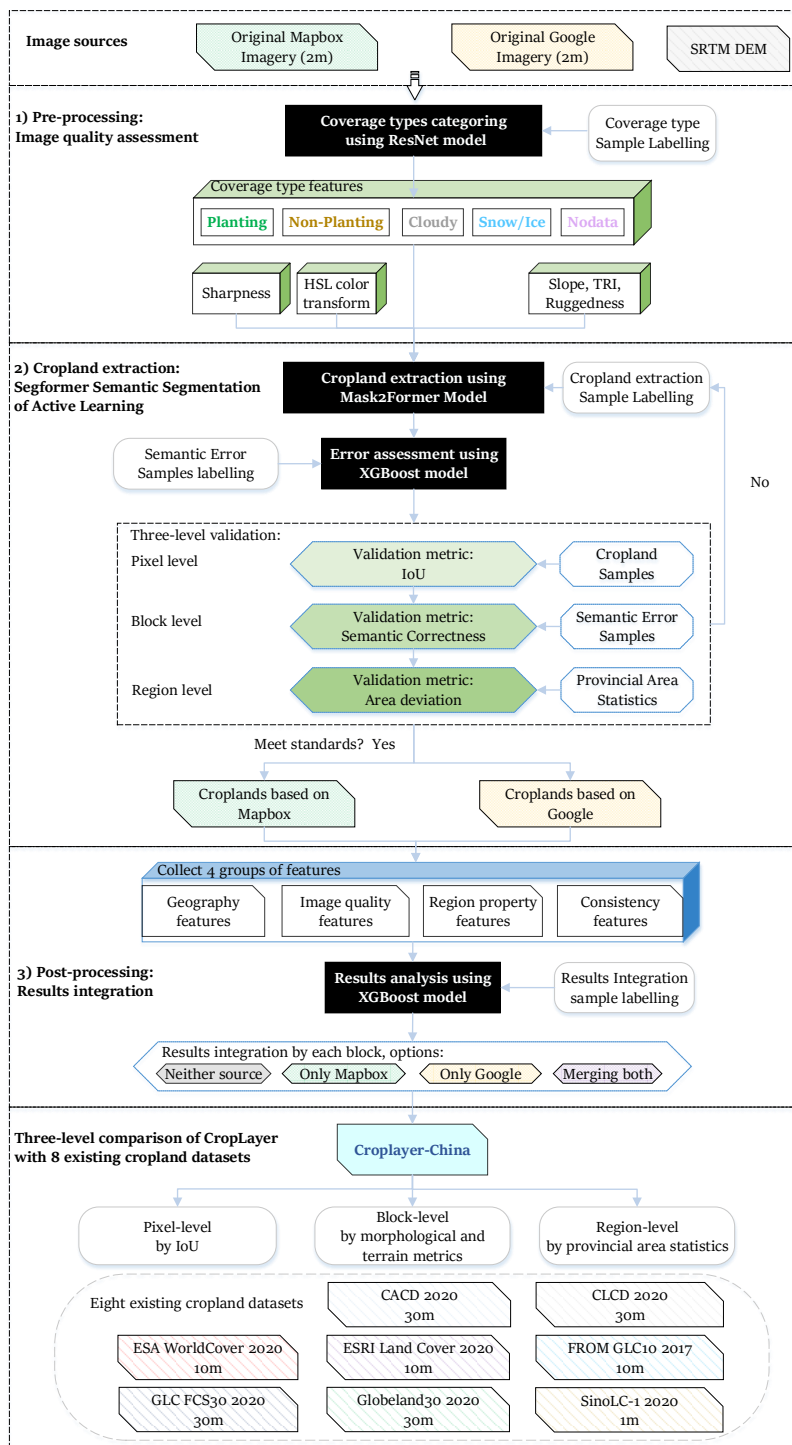 Image sources
Original Mapbox
Imagery (2m)
Original Google
Imagery (2m)
SRTM DEM
1) Pre-processing:
Image quality assessment
Coverage types categoring
using ResNet model
Coverage type
Sample Labelling
Coverage type features
Planting
Non-Planting
Cloudy
Snow/Ice
Nodata
Sharpness
HSL color
transform
Slope, TRI,
Ruggedness
2) Cropland extraction:
Segformer Semantic Segmentation
of Active Learning
Cropland extraction using
Mask2Former Model
Cropland extraction
Sample Labelling
Semantic Error
Samples labelling
Error assessment using
XGBoost model
No
Three-level validation:
Pixel level
Validation metric:
IoU
Cropland
Samples
Block level
Validation metric:
Semantic Correctness
Semantic Error
Samples
Region level
Validation metric:
Area deviation
Provincial Area
Statistics
Meet standards? Yes
Croplands based on
Mapbox
Croplands based on
Google
Collect 4 groups of features
Geography
features
Image quality
features
Region property
features
Consistency
features
3) Post-processing:
Results integration
Results analysis using
XGBoost model
Results Integration
sample labelling
Results integration by each block, options:
Neither source
Only Mapbox
Only Google
Merging both
Three-level comparison of CropLayer
with 8 existing cropland datasets
Croplayer-China
Pixel-level
by IoU
Block-level
by morphological and
terrain metrics
Region-level
by provincial area statistics
Eight existing cropland datasets
CACD 2020
30m
CLCD 2020
30m
ESA WorldCover 2020
10m
ESRI Land Cover 2020
10m
FROM GLC10 2017
10m
GLC FCS30 2020
30m
Globeland30 2020
30m
SinoLC-1 2020
1m